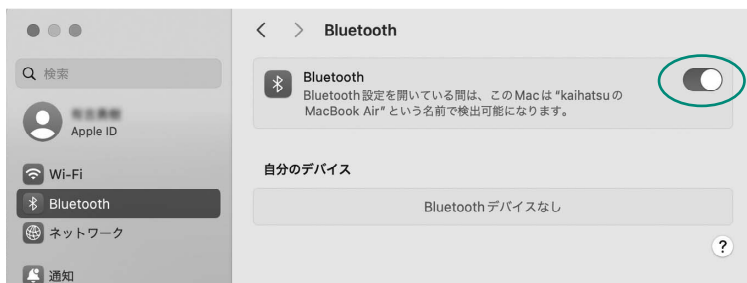 Bluetooth
検索
Apple ID
Wi-Fi
Bluetooth
ネットワーク
通知
Bluetooth
Bluetooth設定を開いている間は、このMacは"kaihatsuの
MacBook Air"という名前で検出可能になります。
自分のデバイス
Bluetoothデバイスなし
?